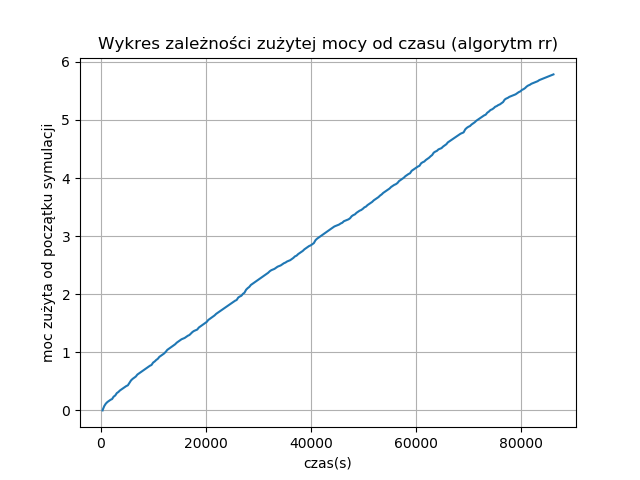 Wykres zależności zużytej mocy od czasu (algorytm rr)
6
5
4
3
2
1
0
moc zużyta od początku symulacji
0 20000 40000 60000 80000
czas(s)